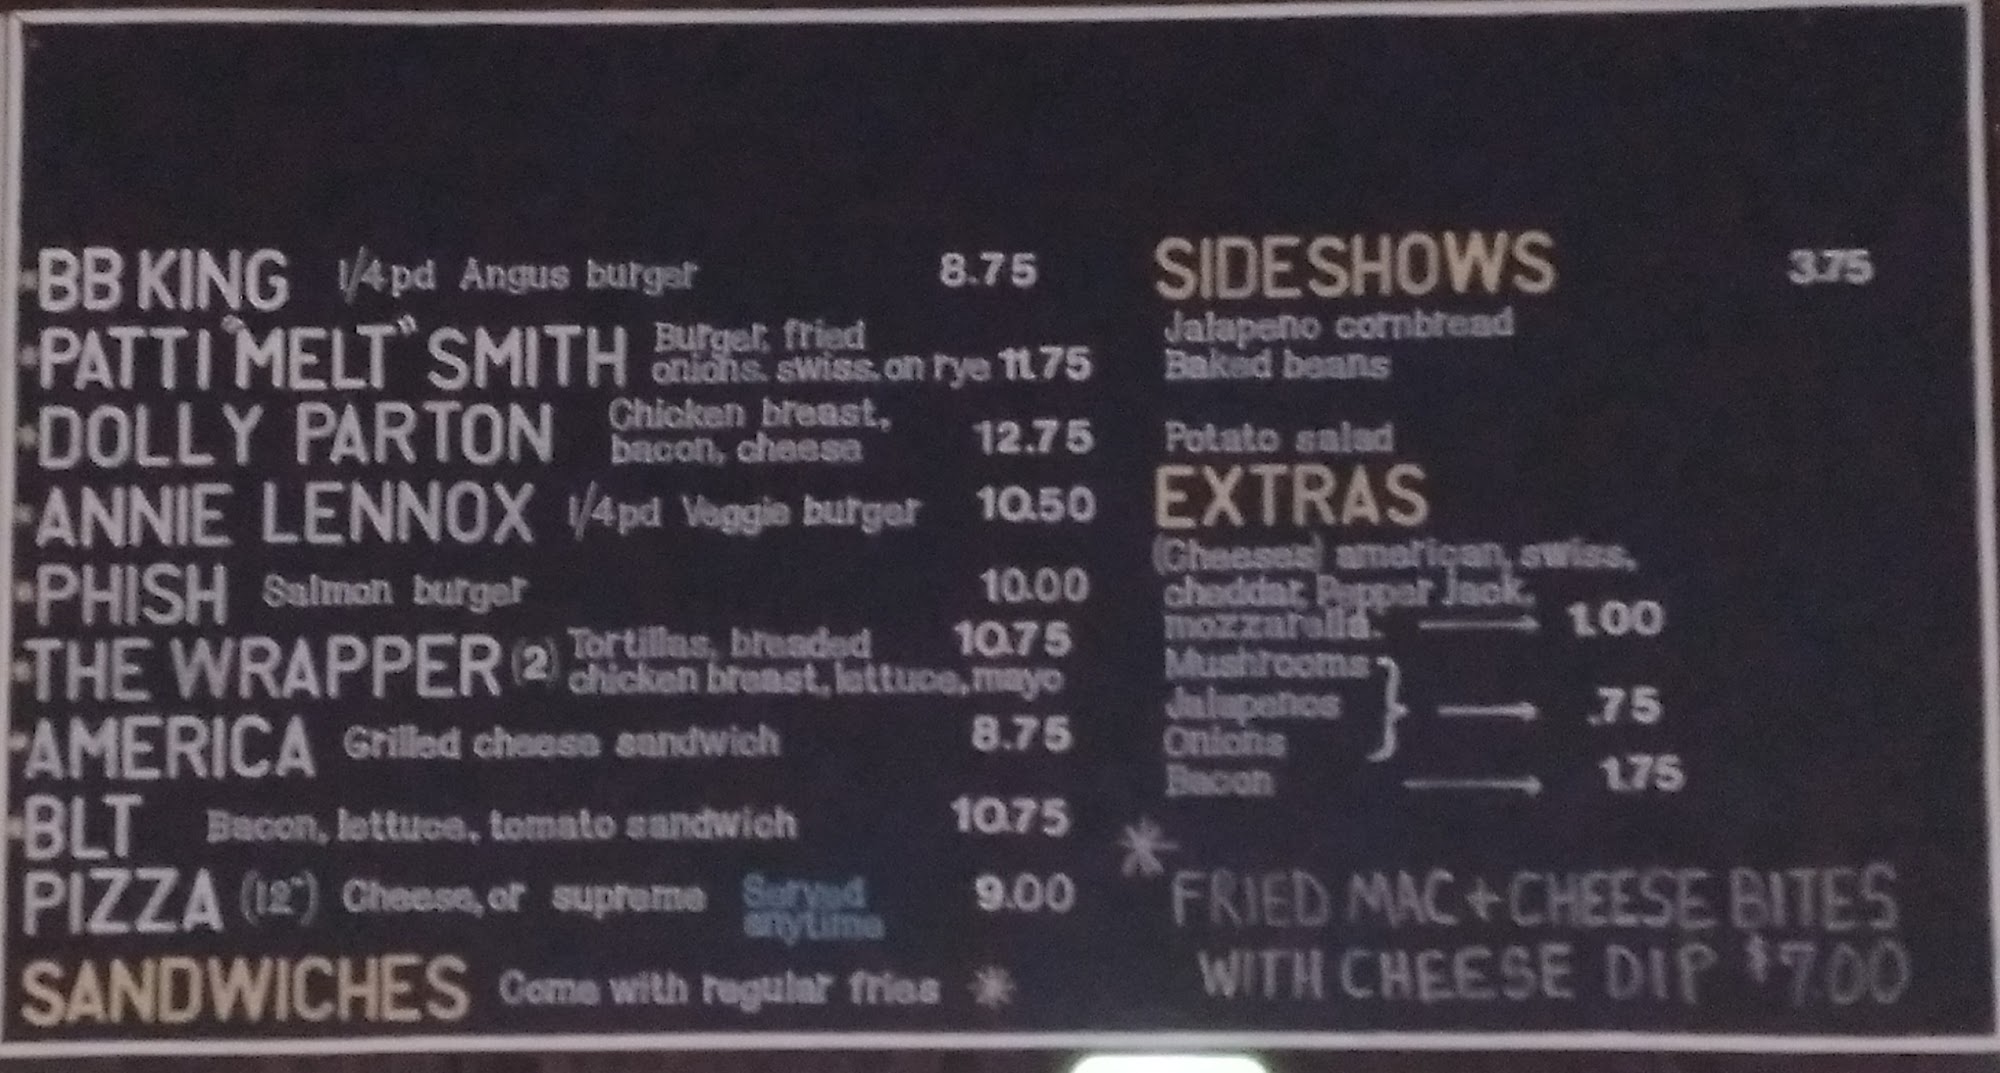 BB KING 1/4pd Angus burger 8.75
PATTI "MELT" SMITH Burger, fried
onions, swiss, on rye 11.75
DOLLY PARTON Chicken breast,
bacon, cheese 12.75
ANNIE LENNOX 1/4pd Veggie burger 10.50
PHISH Salmon burger 10.00
THE WRAPPER (2) Tortillas, breaded 10.75
chicken breast, lettuce, mayo
AMERICA Grilled cheese sandwich 8.75
BLT Bacon, lettuce, tomato sandwich 10.75
PIZZA (12") Cheese, or supreme Served
anytime 9.00
SANDWICHES Come with regular fries *
SIDESHOWS 3.75
Jalapeno cornbread
Baked beans
Potato salad
EXTRAS
(Cheeses) american, swiss,
cheddar, Pepper Jack,
mozzarella. → 1.00
Mushrooms
Jalapenos } → .75
Onions
Bacon → 1.75
* FRIED MAC + CHEESE BITES
WITH CHEESE DIP $7.00